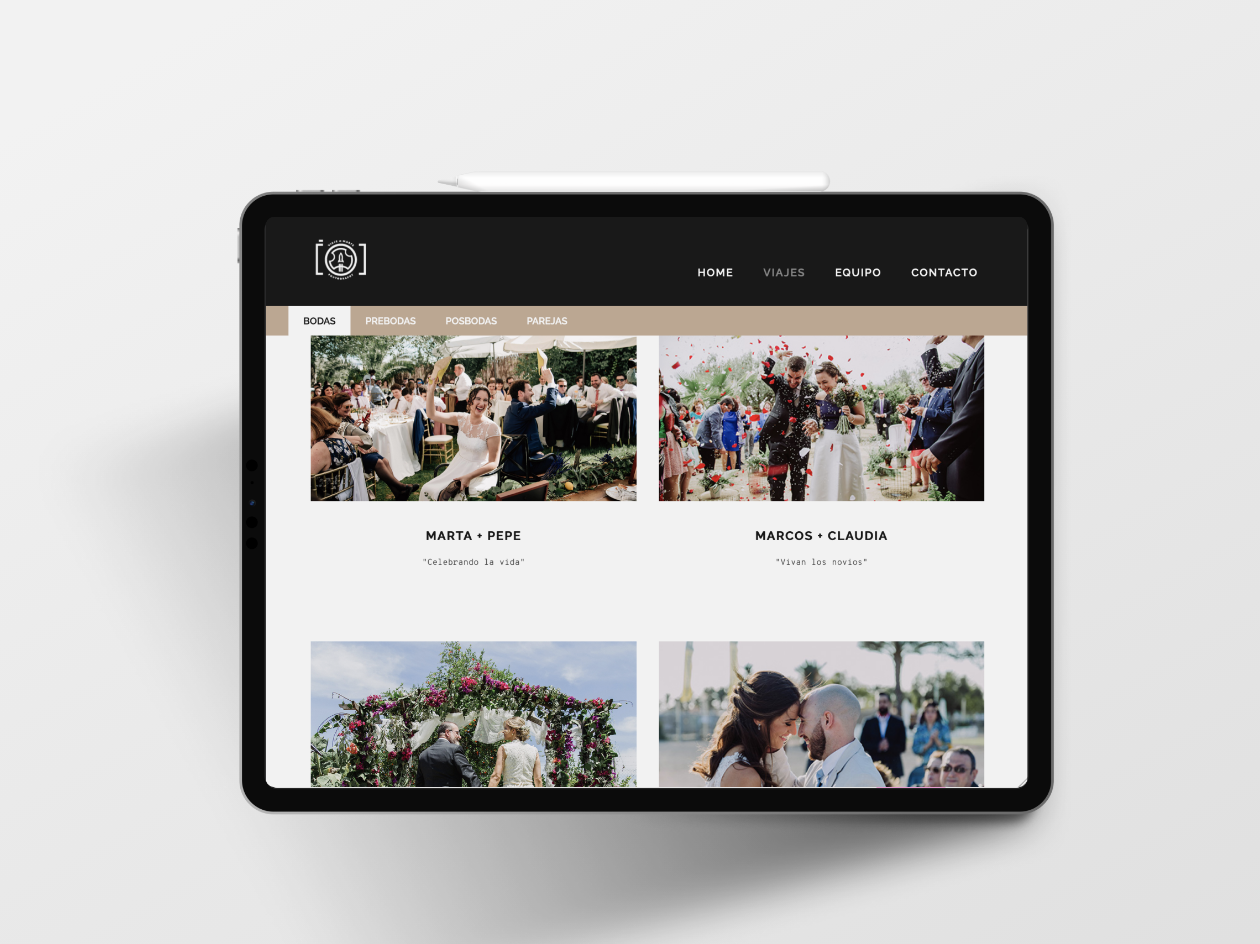 HOME VIAJES EQUIPO CONTACTO
BODAS PREBODAS POSBODAS PAREJAS
MARTA + PEPE
"Celebrando la vida"
MARCOS + CLAUDIA
"Vivan los novios"